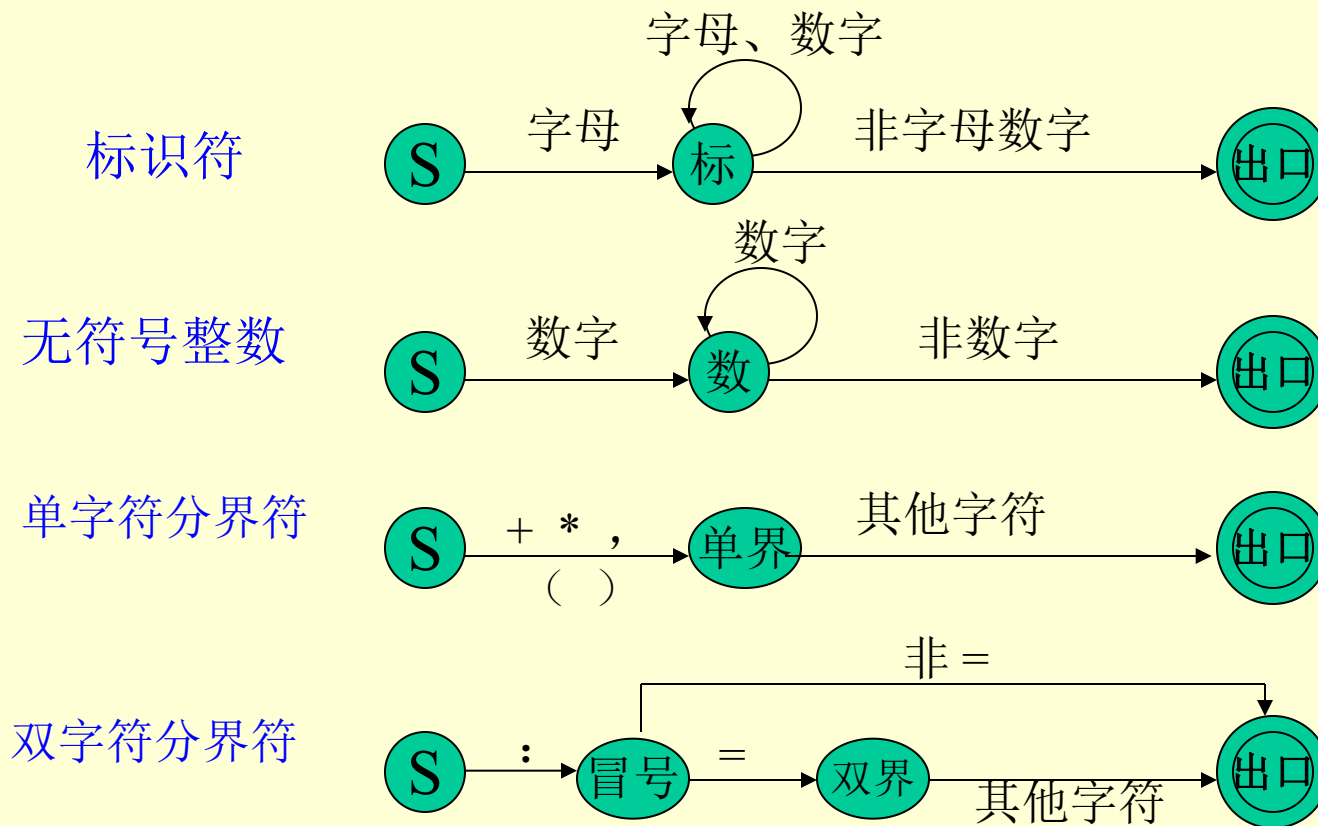 字母、数字
标识符 S 字母 标 非字母数字 出口
数字
无符号整数 S 数字 数 非数字 出口
单字符分界符 S + * , 单界 其他字符 出口
( )
非 =
双字符分界符 S : 冒号 = 双界 其他字符 出口